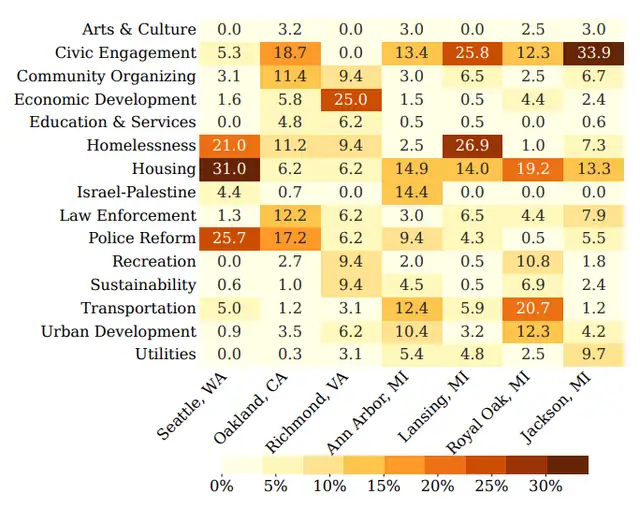 Arts & Culture 0.0 3.2 0.0 3.0 0.0 2.5 3.0
Civic Engagement 5.3 18.7 0.0 13.4 25.8 12.3 33.9
Community Organizing 3.1 11.4 9.4 3.0 6.5 2.5 6.7
Economic Development 1.6 5.8 25.0 1.5 0.5 4.4 2.4
Education & Services 0.0 4.8 6.2 0.5 0.5 0.0 0.6
Homelessness 21.0 11.2 9.4 2.5 26.9 1.0 7.3
Housing 31.0 6.2 6.2 14.9 14.0 19.2 13.3
Israel-Palestine 4.4 0.7 0.0 14.4 0.0 0.0 0.0
Law Enforcement 1.3 12.2 6.2 3.0 6.5 4.4 7.9
Police Reform 25.7 17.2 6.2 9.4 4.3 0.5 5.5
Recreation 0.0 2.7 9.4 2.0 0.5 10.8 1.8
Sustainability 0.6 1.0 9.4 4.5 0.5 6.9 2.4
Transportation 5.0 1.2 3.1 12.4 5.9 20.7 1.2
Urban Development 0.9 3.5 6.2 10.4 3.2 12.3 4.2
Utilities 0.0 0.3 3.1 5.4 4.8 2.5 9.7
Seattle, WA Oakland, CA Richmond, VA Ann Arbor, MI Lansing, MI Royal Oak, MI Jackson, MI
0% 5% 10% 15% 20% 25% 30%